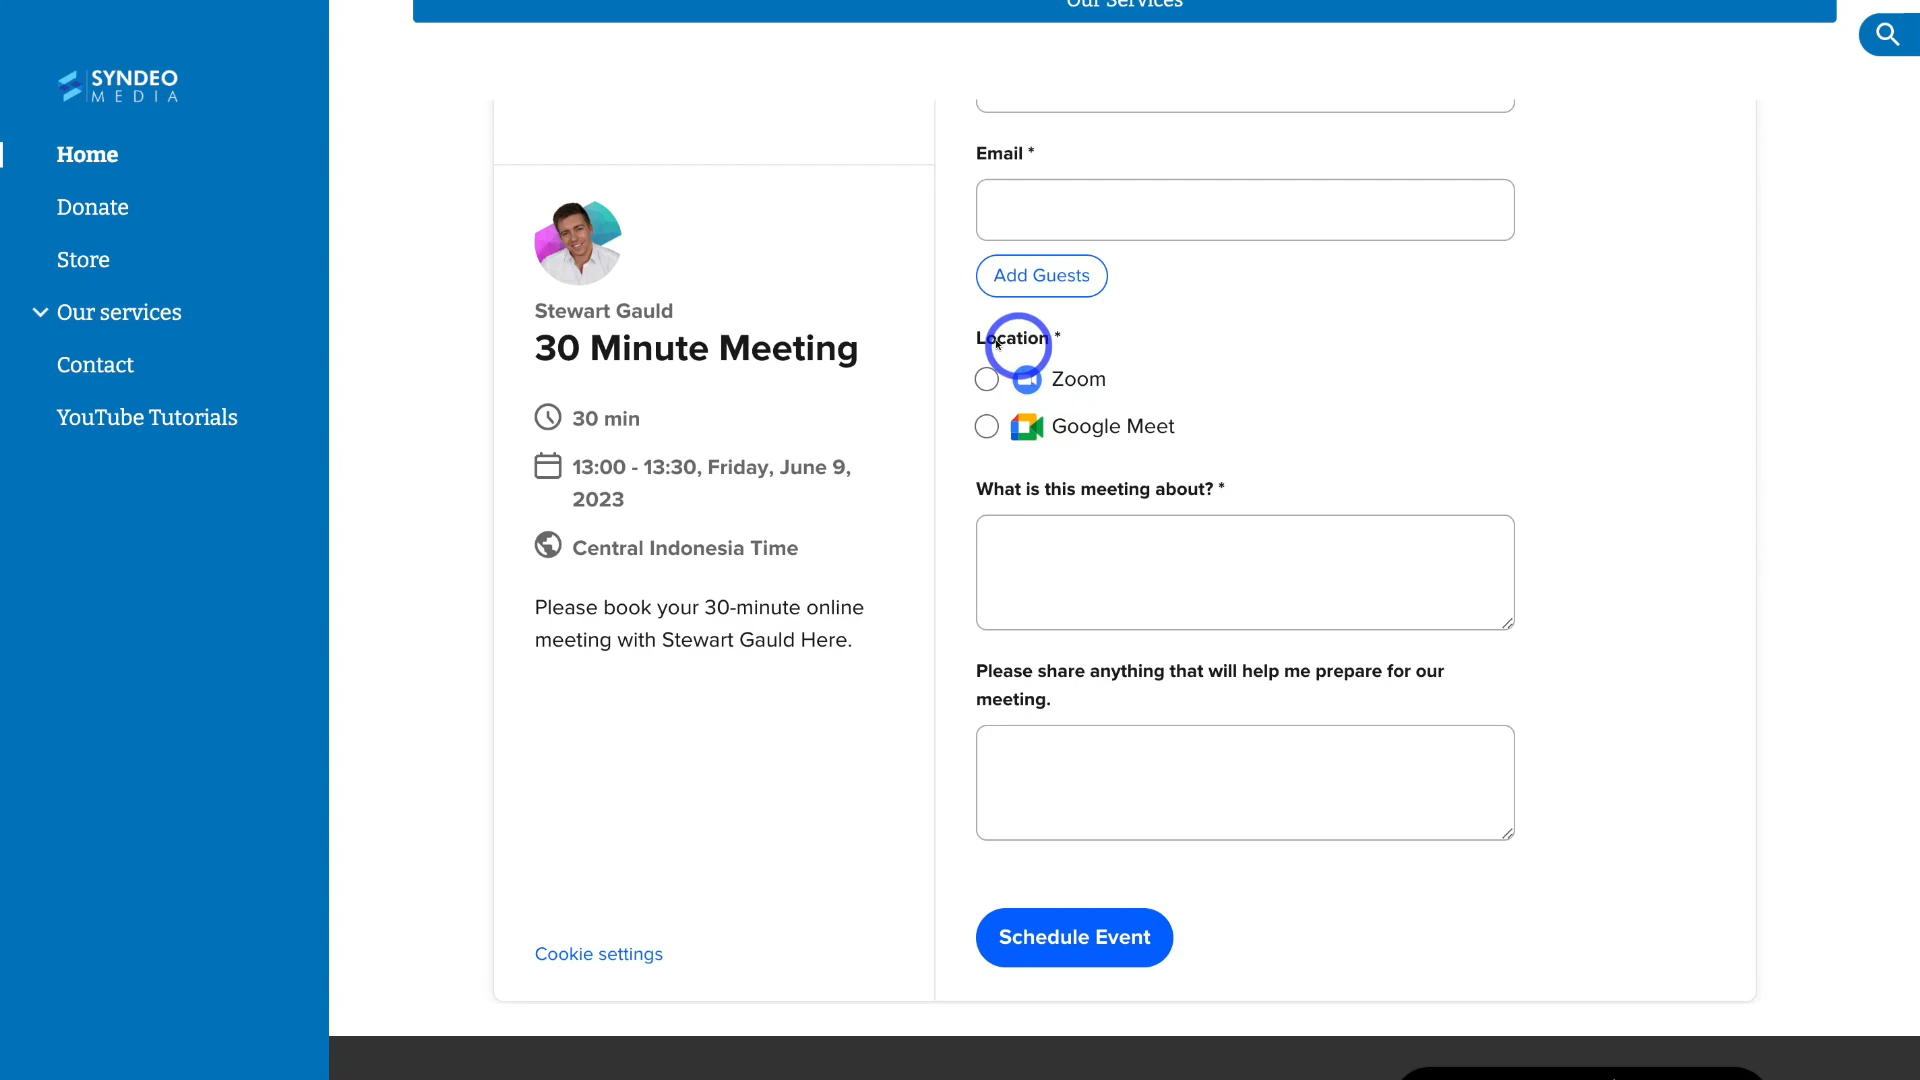 Our Services
SYNDEO
MEDIA
Home
Donate
Store
Our services
Contact
YouTube Tutorials
Stewart Gauld
30 Minute Meeting
30 min
13:00 - 13:30, Friday, June 9,
2023
Central Indonesia Time
Please book your 30-minute online
meeting with Stewart Gauld Here.
Cookie settings
Email *
Add Guests
Location *
Zoom
Google Meet
What is this meeting about? *
Please share anything that will help me prepare for our
meeting.
Schedule Event